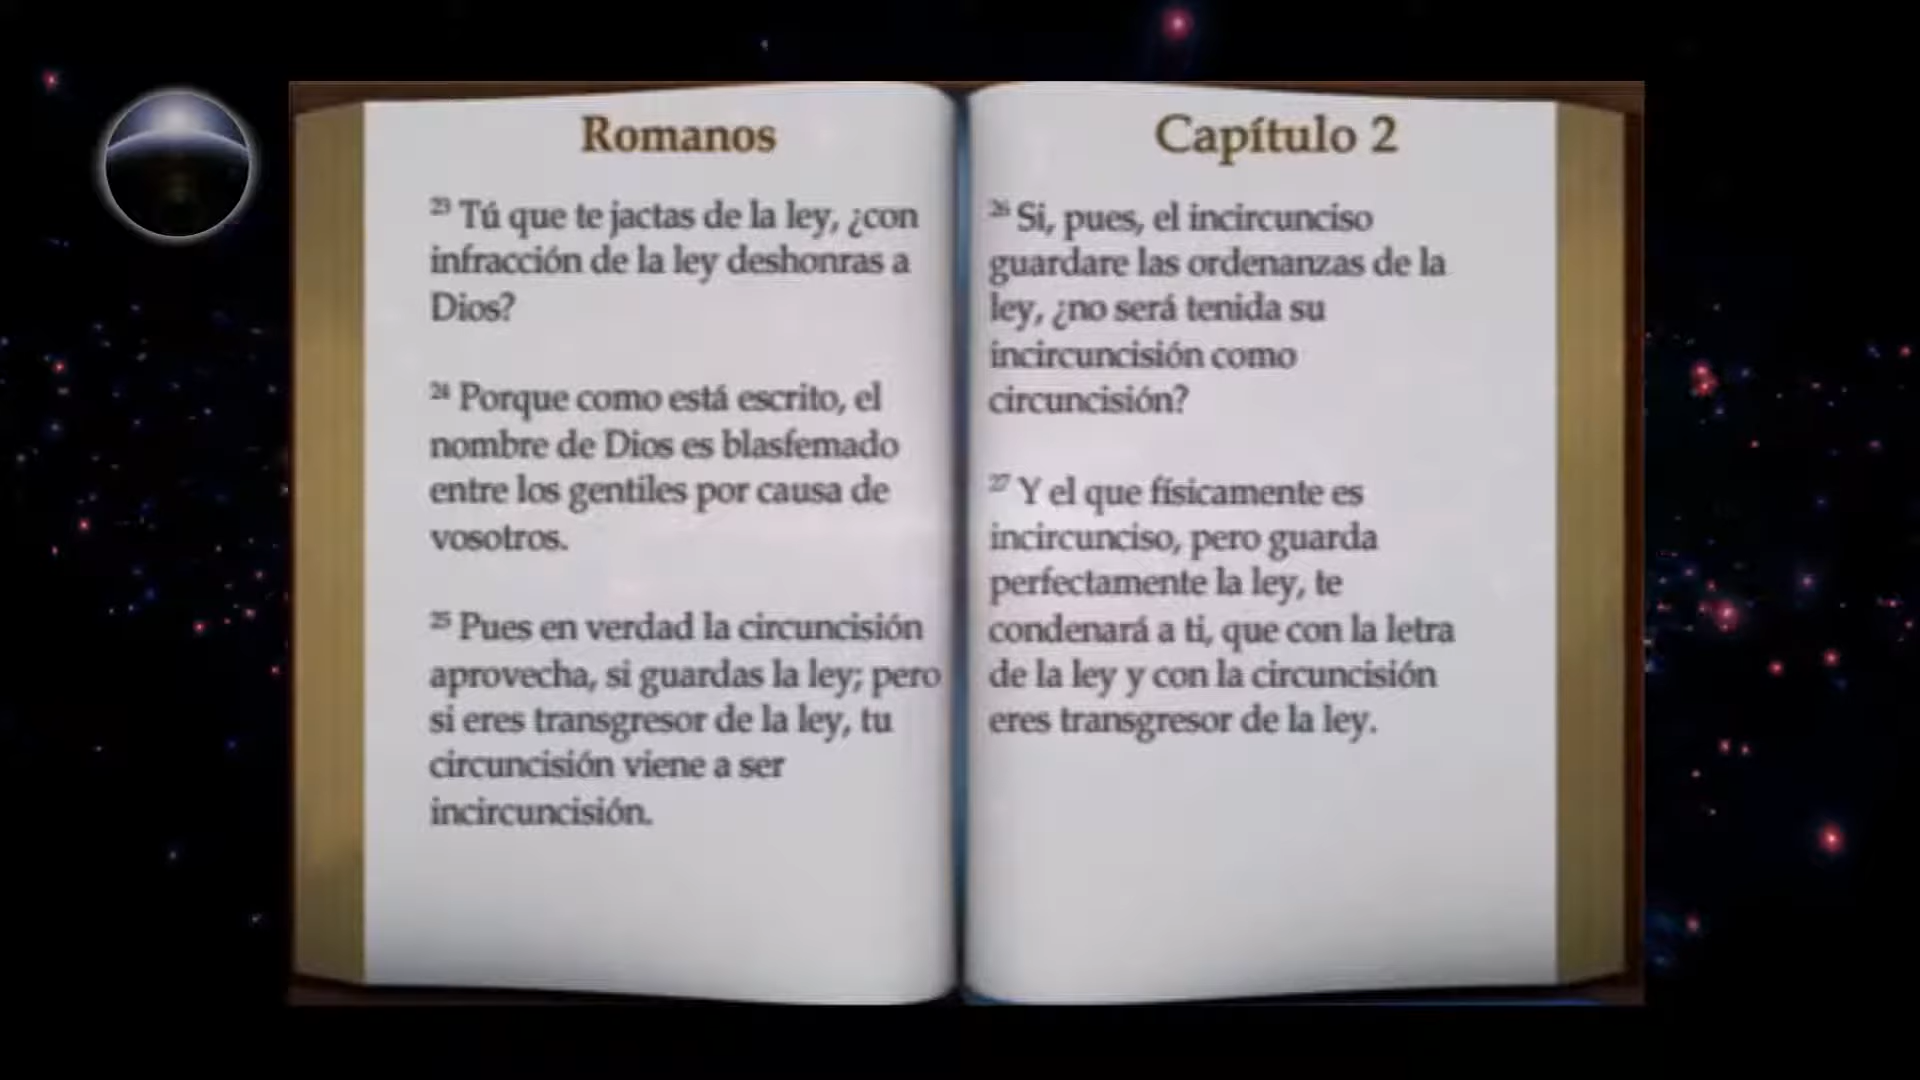 Romanos
23 Tú que te jactas de la ley, ¿con
infracción de la ley deshonras a
Dios?
24 Porque como está escrito, el
nombre de Dios es blasfemado
entre los gentiles por causa de
vosotros.
25 Pues en verdad la circuncisión
aprovecha, si guardas la ley; pero
si eres transgresor de la ley, tu
circuncisión viene a ser
incircuncisión.
Capítulo 2
26 Si, pues, el incircunciso
guardare las ordenanzas de la
ley, ¿no será tenida su
incircuncisión como
circuncisión?
27 Y el que físicamente es
incircunciso, pero guarda
perfectamente la ley, te
condenará a ti, que con la letra
de la ley y con la circuncisión
eres transgresor de la ley.